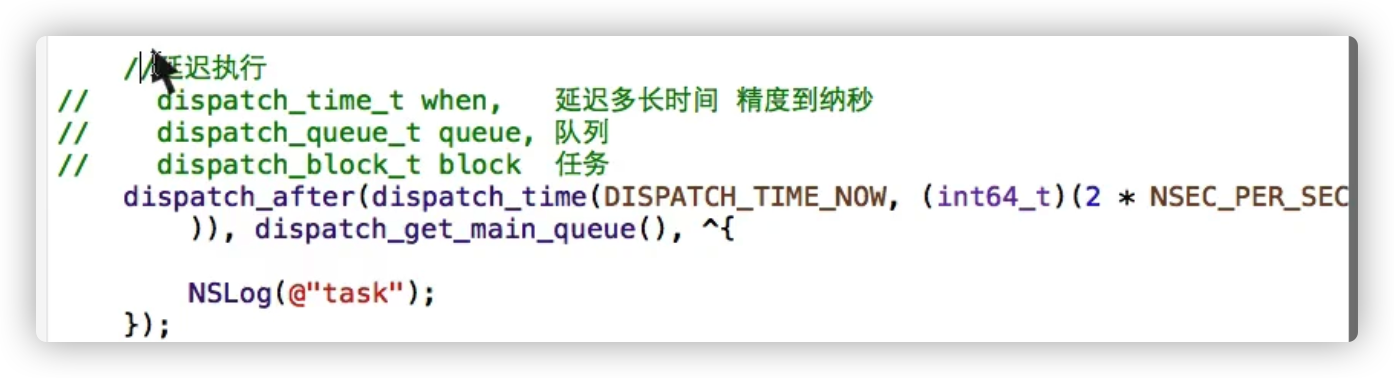 //延迟执行
// dispatch_time_t when, 延迟多长时间 精度到纳秒
// dispatch_queue_t queue, 队列
// dispatch_block_t block 任务
dispatch_after(dispatch_time(DISPATCH_TIME_NOW, (int64_t)(2 * NSEC_PER_SEC
)), dispatch_get_main_queue(), ^{
NSLog(@"task");
});